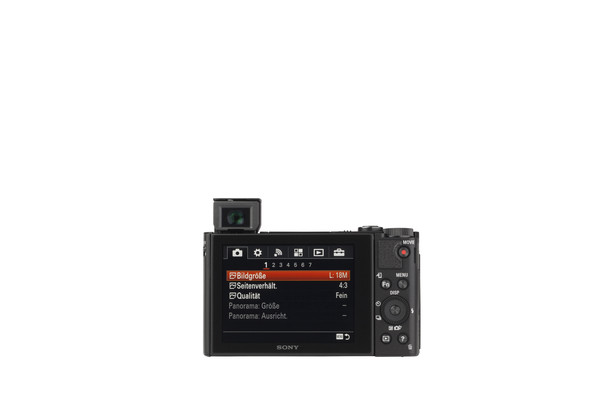 MOVIE
1 2 3 4 5 6 7
Bildgröße L: 18M
Seitenverhält. 4:3
Qualität Fein
Panorama: Größe –
Panorama: Ausricht. –
MENU
Fn
DISP
?
SONY